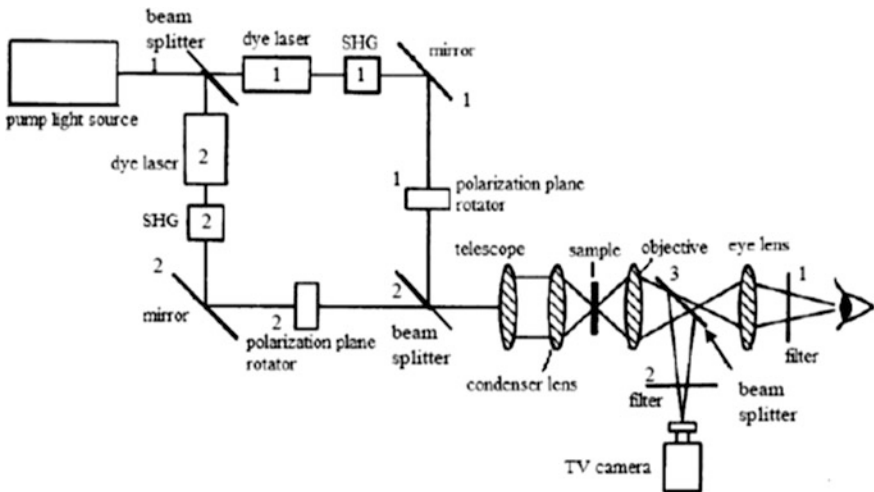 beam
splitter
1
dye laser
1
SHG
1
mirror
1
pump light source
dye laser
2
SHG
2
2
mirror
2
polarization plane
rotator
1
polarization plane
rotator
2
beam
splitter
telescope
condenser lens
sample
objective
3
eye lens
1
filter
2
filter
beam
splitter
TV camera